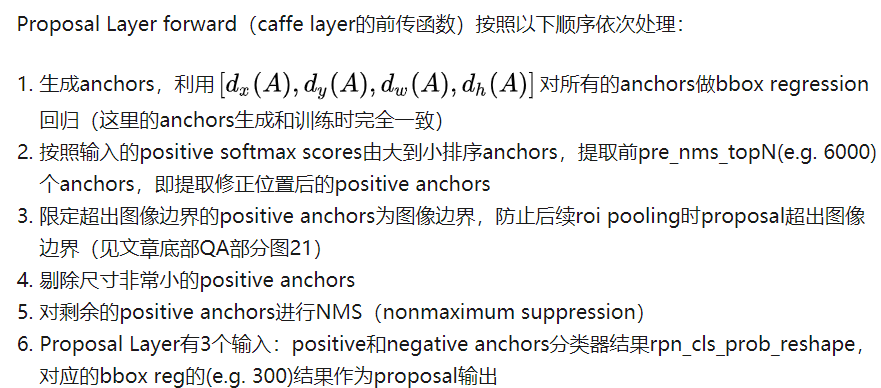 Proposal Layer forward（caffe layer的前传函数）按照以下顺序依次处理：
1. 生成anchors，利用[dₓ(A), d_y(A), d_w(A), d_h(A)]对所有的anchors做bbox regression
回归（这里的anchors生成和训练时完全一致）
2. 按照输入的positive softmax scores由大到小排序anchors，提取前pre_nms_topN(e.g. 6000)
个anchors，即提取修正位置后的positive anchors
3. 限定超出图像边界的positive anchors为图像边界，防止后续roi pooling时proposal超出图像
边界（见文章底部QA部分图21）
4. 剔除尺寸非常小的positive anchors
5. 对剩余的positive anchors进行NMS（nonmaximum suppression）
6. Proposal Layer有3个输入：positive和negative anchors分类器结果rpn_cls_prob_reshape，
对应的bbox reg的(e.g. 300)结果作为proposal输出